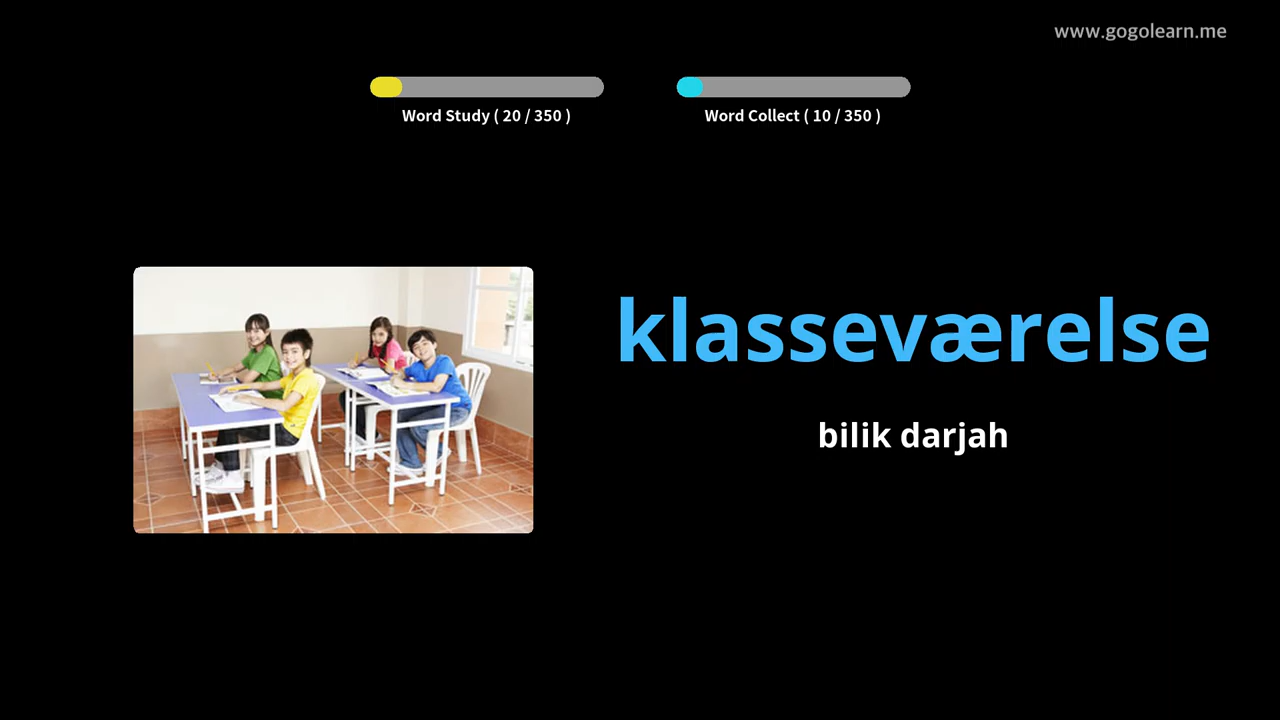 www.gogolearn.me
Word Study ( 20 / 350 )
Word Collect ( 10 / 350 )
klasseværelse
bilik darjah